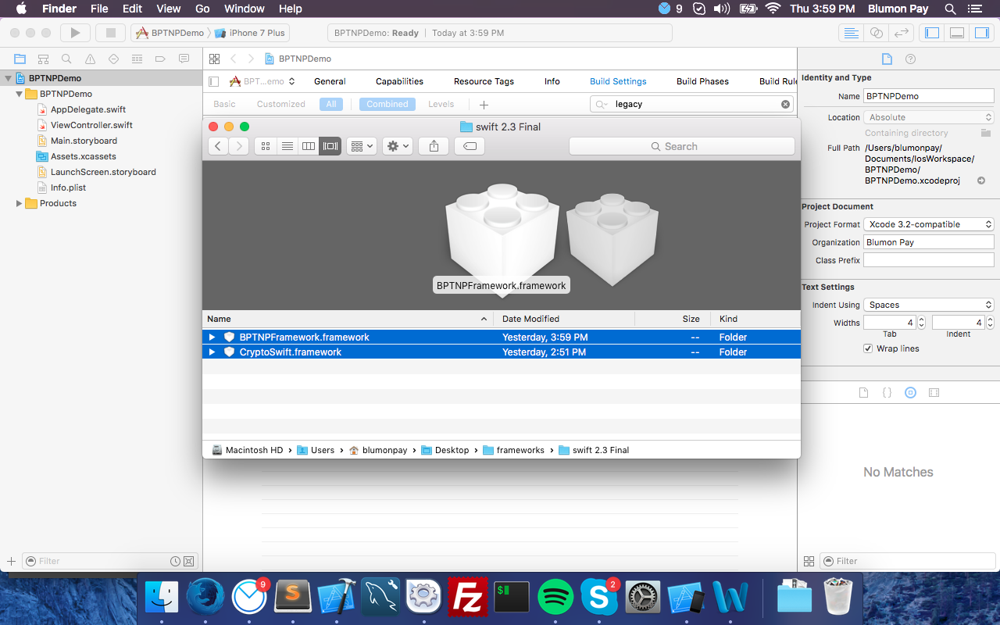 Finder File Edit View Go Window Help 9 Thu 3:59 PM Blumon Pay
BPTNPDemo iPhone 7 Plus BPTNPDemo: Ready Today at 3:59 PM
BPTNPDemo
BPTNPDemo
BPTNPDemo
AppDelegate.swift
ViewController.swift
Main.storyboard
Assets.xcassets
LaunchScreen.storyboard
Info.plist
Products
Filter
BPT...emo General Capabilities Resource Tags Info Build Settings Build Phases Build Rul
Basic Customized All Combined Levels legacy
swift 2.3 Final
Search
BPTNPFramework.framework
Name Date Modified Size Kind
BPTNPFramework.framework Yesterday, 3:59 PM -- Folder
CryptoSwift.framework Yesterday, 2:51 PM -- Folder
Macintosh HD › Users › blumonpay › Desktop › frameworks › swift 2.3 Final
Identity and Type
Name BPTNPDemo
Location Absolute
Containing directory
Full Path /Users/blumonpay/
Documents/IosWorkspace/
BPTNPDemo/
BPTNPDemo.xcodeproj
Project Document
Project Format Xcode 3.2-compatible
Organization Blumon Pay
Class Prefix
Text Settings
Indent Using Spaces
Widths 4 4
Tab Indent
Wrap lines
{}
No Matches
Filter
9 S Fz $ 2 W